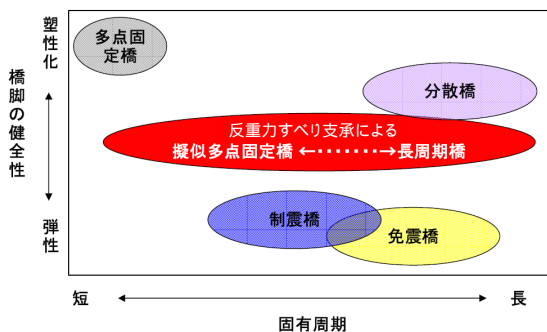 塑性化
橋脚の健全性
弾性
多点固
定橋
分散橋
反重力すべり支承による
擬似多点固定橋 ←‥‥‥‥→長周期橋
制震橋
免震橋
短
長
固有周期